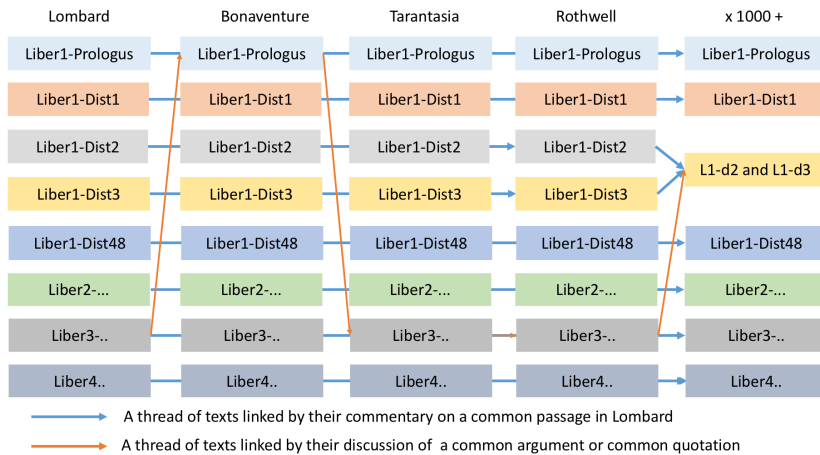 Lombard Bonaventure Tarantasia Rothwell x 1000 +
Liber1-Prologus Liber1-Prologus Liber1-Prologus Liber1-Prologus Liber1-Prologus
Liber1-Dist1 Liber1-Dist1 Liber1-Dist1 Liber1-Dist1 Liber1-Dist1
Liber1-Dist2 Liber1-Dist2 Liber1-Dist2 Liber1-Dist2
L1-d2 and L1-d3
Liber1-Dist3 Liber1-Dist3 Liber1-Dist3 Liber1-Dist3
Liber1-Dist48 Liber1-Dist48 Liber1-Dist48 Liber1-Dist48 Liber1-Dist48
Liber2-... Liber2-... Liber2-... Liber2-... Liber2-...
Liber3-.. Liber3-.. Liber3-.. Liber3-.. Liber3-..
Liber4.. Liber4.. Liber4.. Liber4.. Liber4..
A thread of texts linked by their commentary on a common passage in Lombard
A thread of texts linked by their discussion of a common argument or common quotation